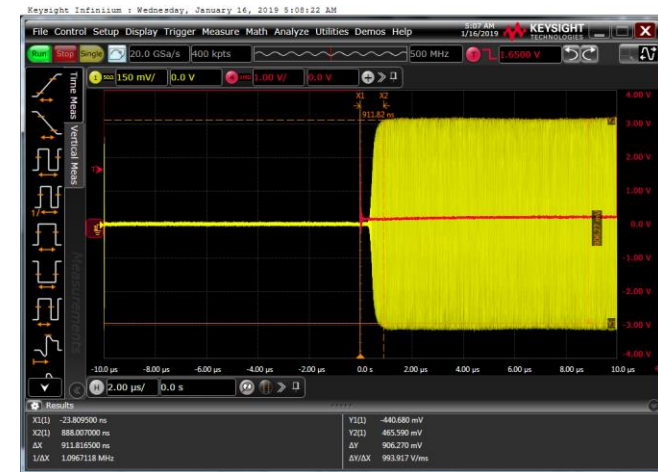 Keysight Infiniium : Wednesday, January 16, 2019 5:08:22 AM
File Control Setup Display Trigger Measure Math Analyze Utilities Demos Help
5:07 AM
1/16/2019
KEYSIGHT
TECHNOLOGIES
Run Stop Single 20.0 GSa/s 400 kpts 500 MHz 1.6500 V
Time Meas
Vertical Meas
Measurements
1 150 mV/ 0.0 V 1.00 V/ 0.0 V
X1 X2
911.82 ns
4.00 V
3.00 V
2.00 V
1.00 V
0.0 V
-1.00 V
-2.00 V
-3.00 V
-4.00 V
T
1/
-10.0 µs -8.00 µs -6.00 µs -4.00 µs -2.00 µs 0.0 s 2.00 µs 4.00 µs 6.00 µs 8.00 µs 10.0 µs
H 2.00 µs/ 0.0 s
Results
X1(1) -23.809500 ns
X2(1) 888.007000 ns
ΔX 911.816500 ns
1/ΔX 1.0967118 MHz
Y1(1) -440.680 mV
Y2(1) 465.590 mV
ΔY 906.270 mV
ΔY/ΔX 993.917 V/ms